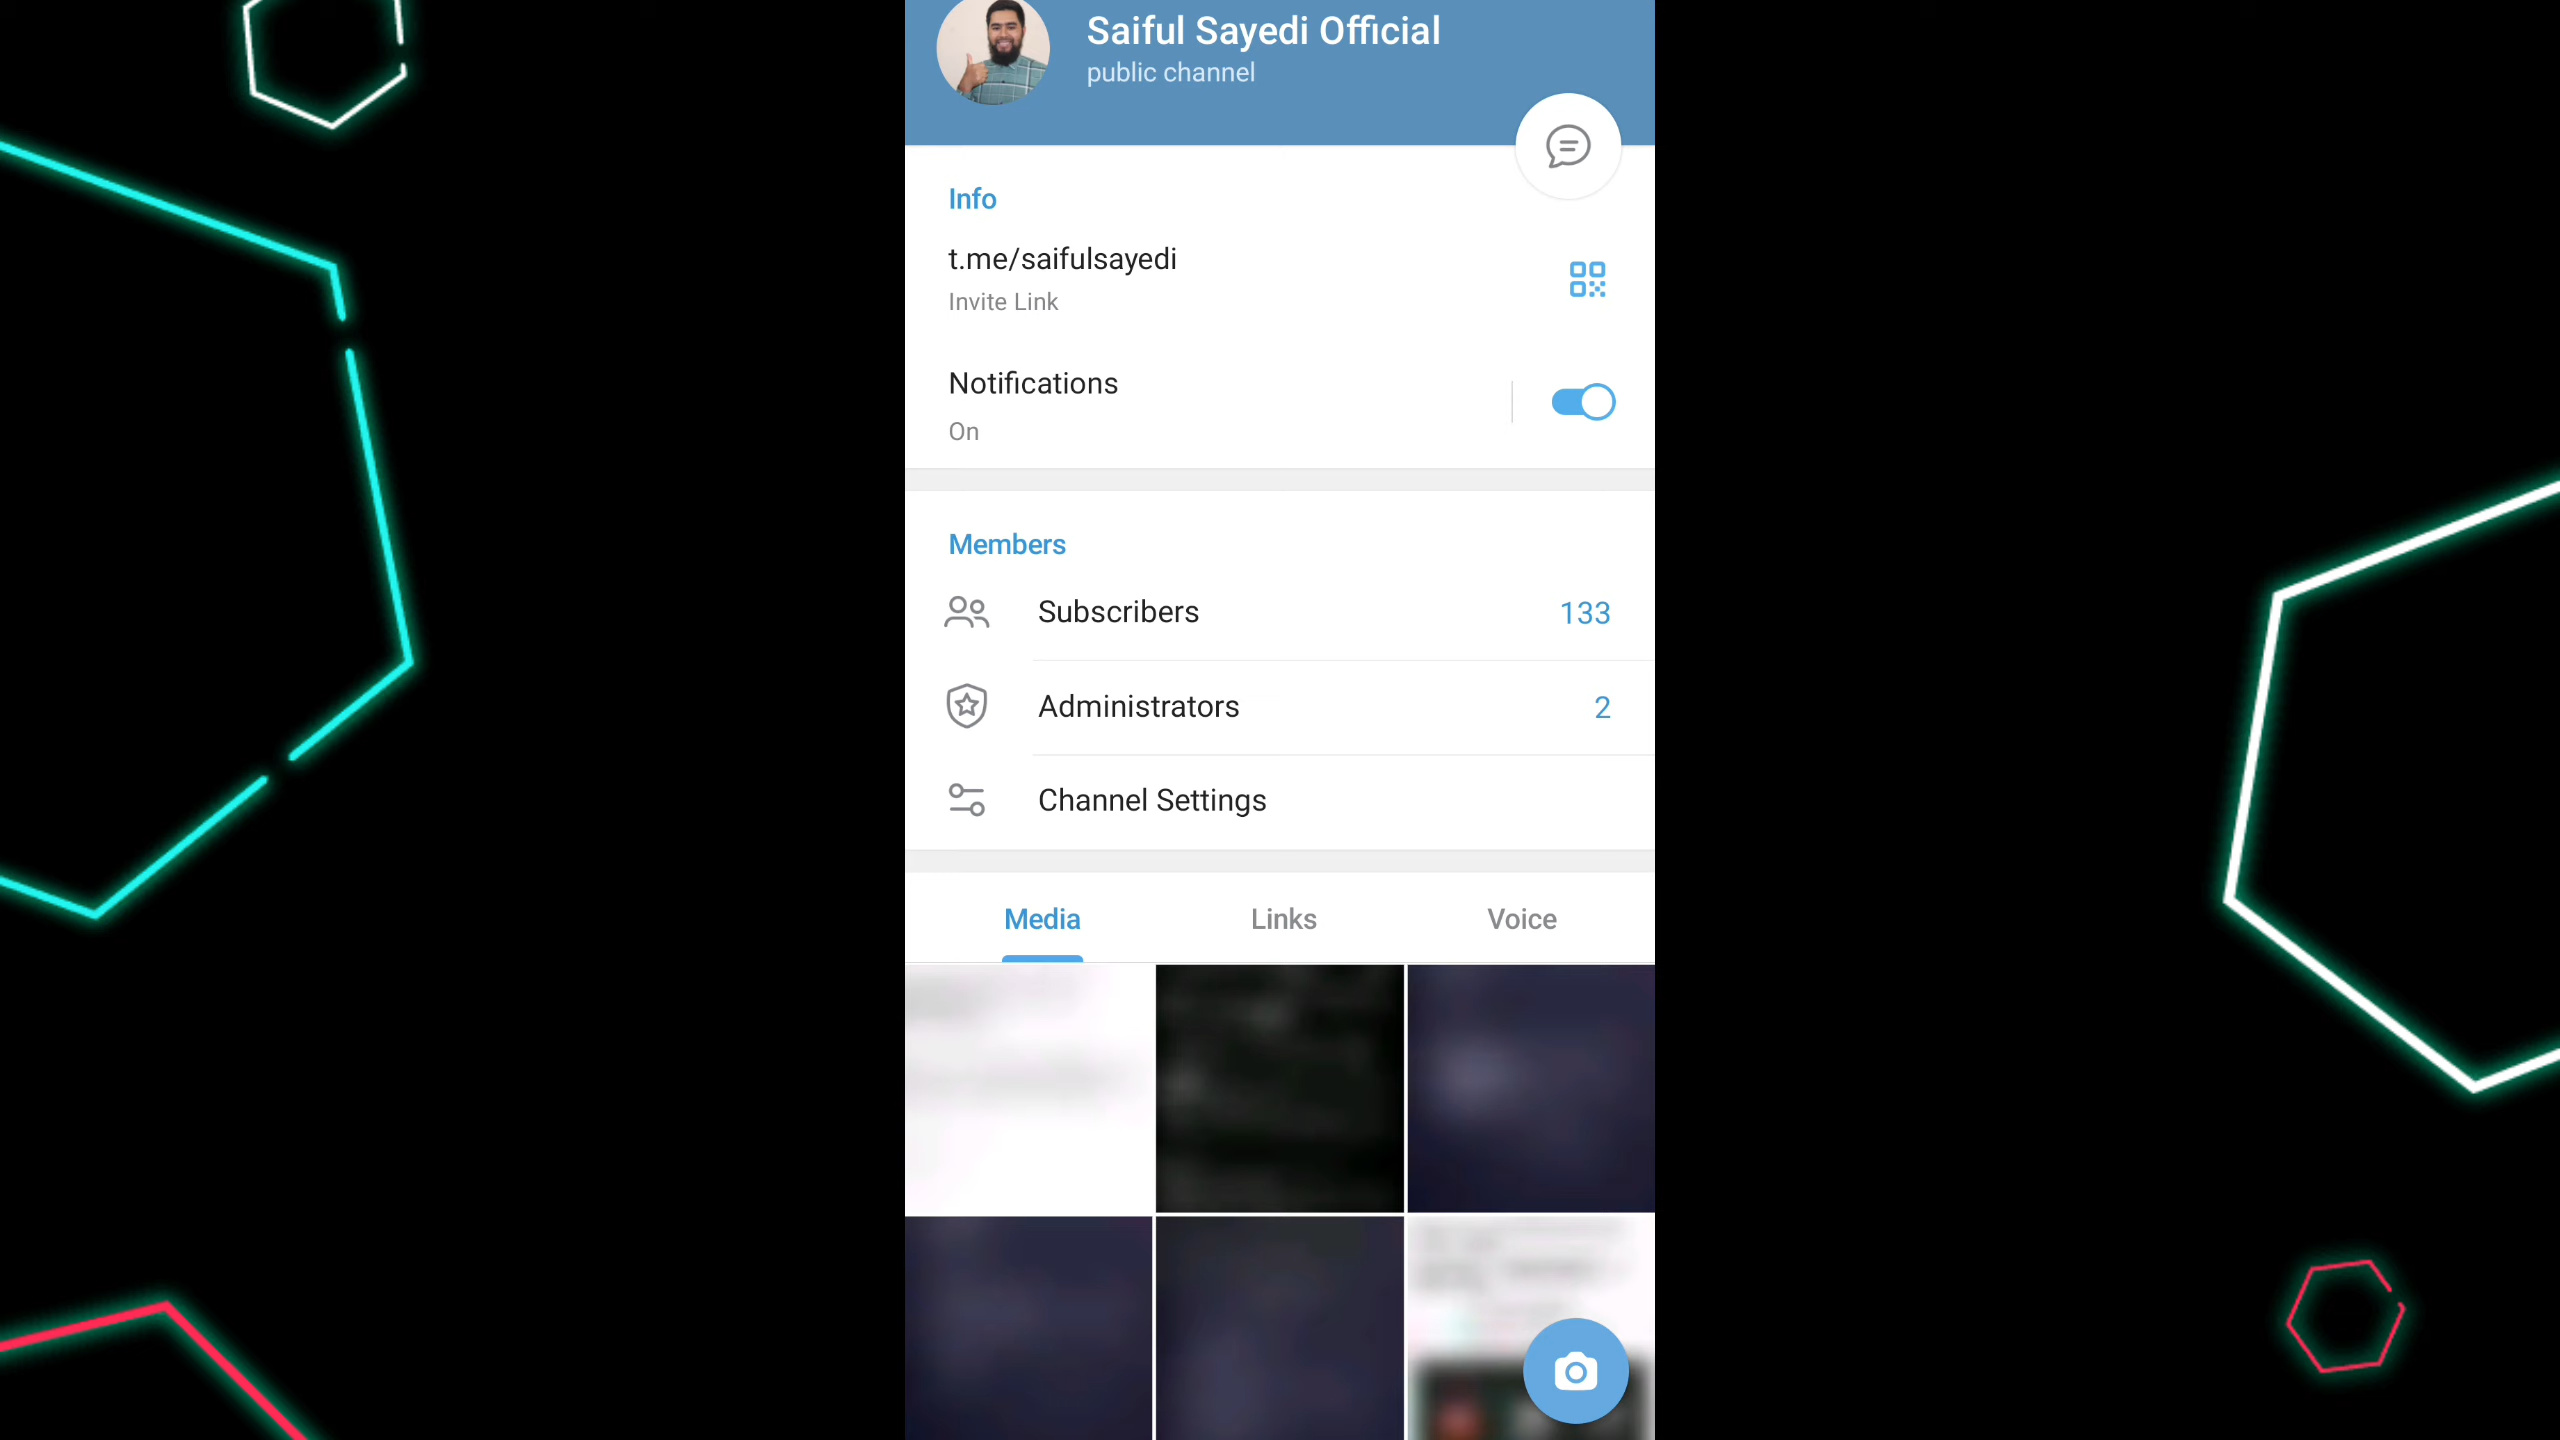 Saiful Sayedi Official
public channel
Info
t.me/saifulsayedi
Invite Link
Notifications
On
Members
Subscribers 133
Administrators 2
Channel Settings
Media Links Voice